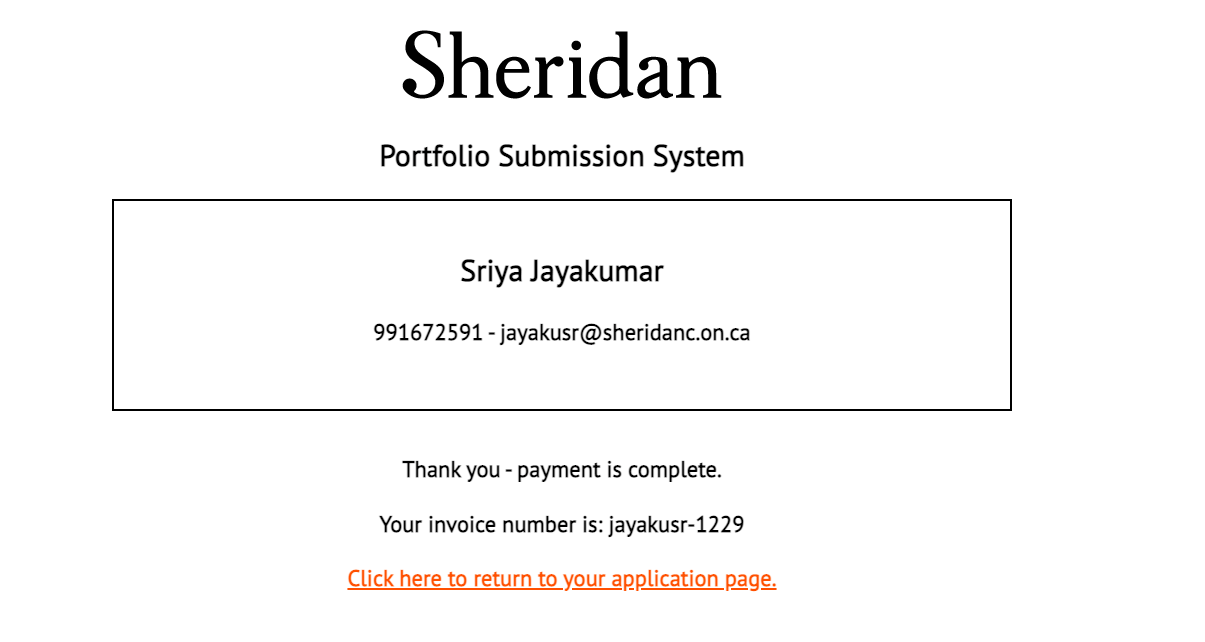 Sheridan
Portfolio Submission System
Sriya Jayakumar
991672591 - jayakusr@sheridanc.on.ca
Thank you - payment is complete.
Your invoice number is: jayakusr-1229
Click here to return to your application page.